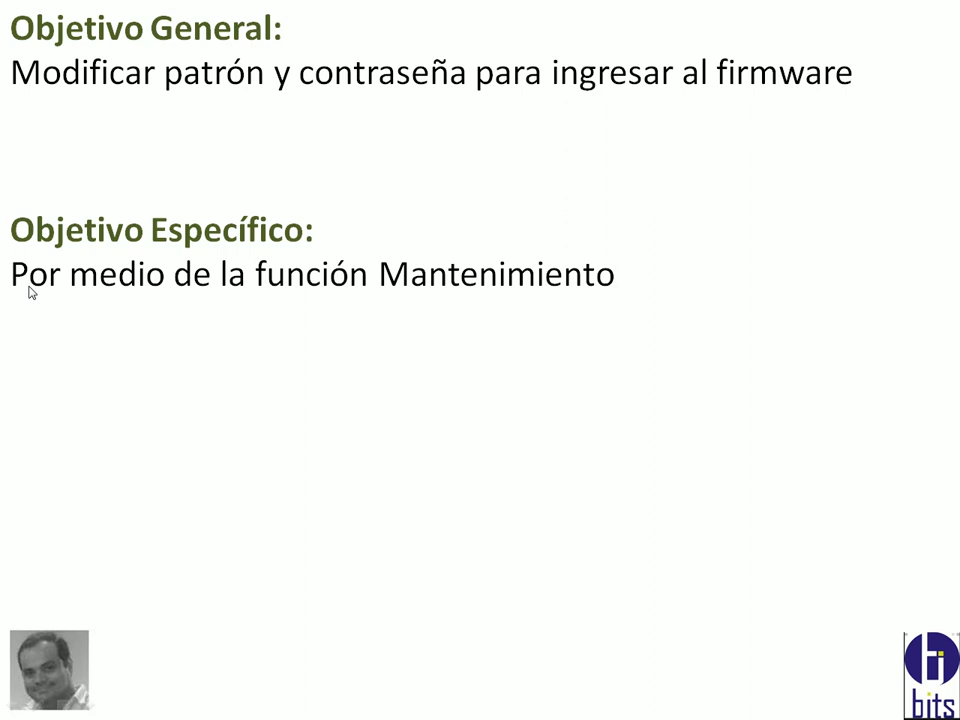 Objetivo General:
Modificar patrón y contraseña para ingresar al firmware
Objetivo Específico:
Por medio de la función Mantenimiento
bits